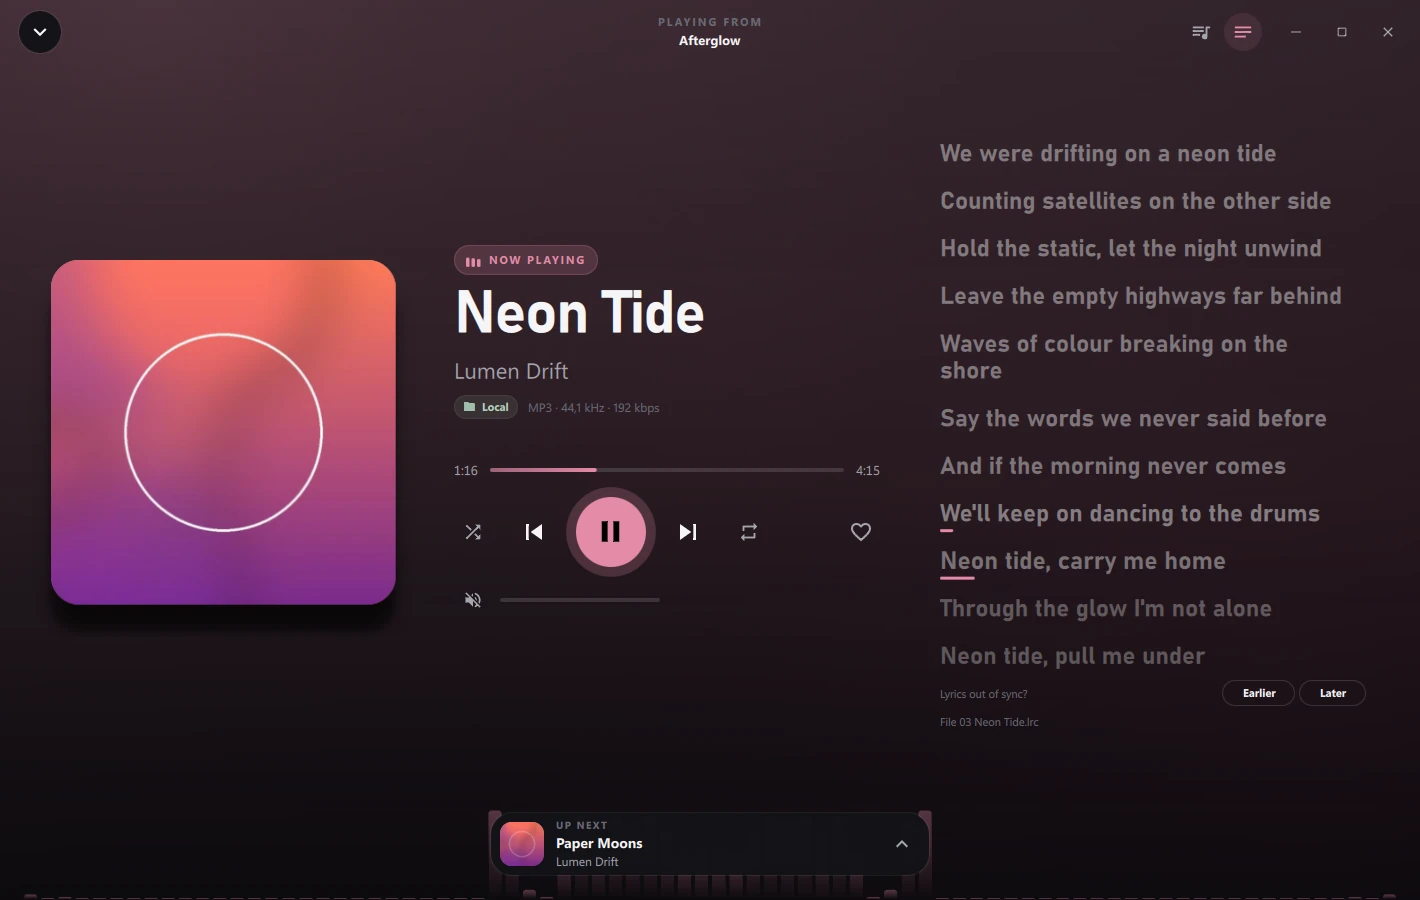 PLAYING FROM
Afterglow
NOW PLAYING
Neon Tide
Lumen Drift
Local MP3 · 44,1 kHz · 192 kbps
1:16 4:15
We were drifting on a neon tide
Counting satellites on the other side
Hold the static, let the night unwind
Leave the empty highways far behind
Waves of colour breaking on the
shore
Say the words we never said before
And if the morning never comes
We'll keep on dancing to the drums
Neon tide, carry me home
Through the glow I'm not alone
Neon tide, pull me under
Lyrics out of sync? Earlier Later
File 03 Neon Tide.lrc
UP NEXT
Paper Moons
Lumen Drift